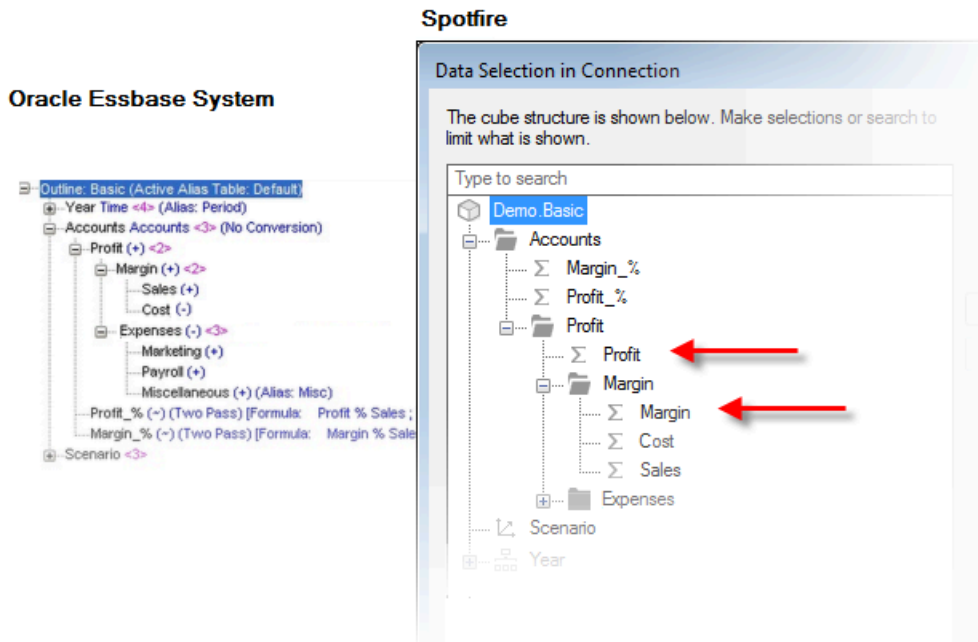 Spotfire
Oracle Essbase System
Outline: Basic (Active Alias Table: Default)
Year Time <4> (Alias: Period)
Accounts Accounts <3> (No Conversion)
Profit (+) <2>
Margin (+) <2>
Sales (+)
Cost (-)
Expenses (-) <3>
Marketing (+)
Payroll (+)
Miscellaneous (+) (Alias: Misc)
Profit_% (~) (Two Pass) [Formula: Profit % Sales ;
Margin_% (~) (Two Pass) [Formula: Margin % Sale
Scenario <3>
Data Selection in Connection
The cube structure is shown below. Make selections or search to
limit what is shown.
Type to search
Demo.Basic
Accounts
Margin_%
Profit_%
Profit
Profit
Margin
Margin
Cost
Sales
Expenses
Scenario
Year